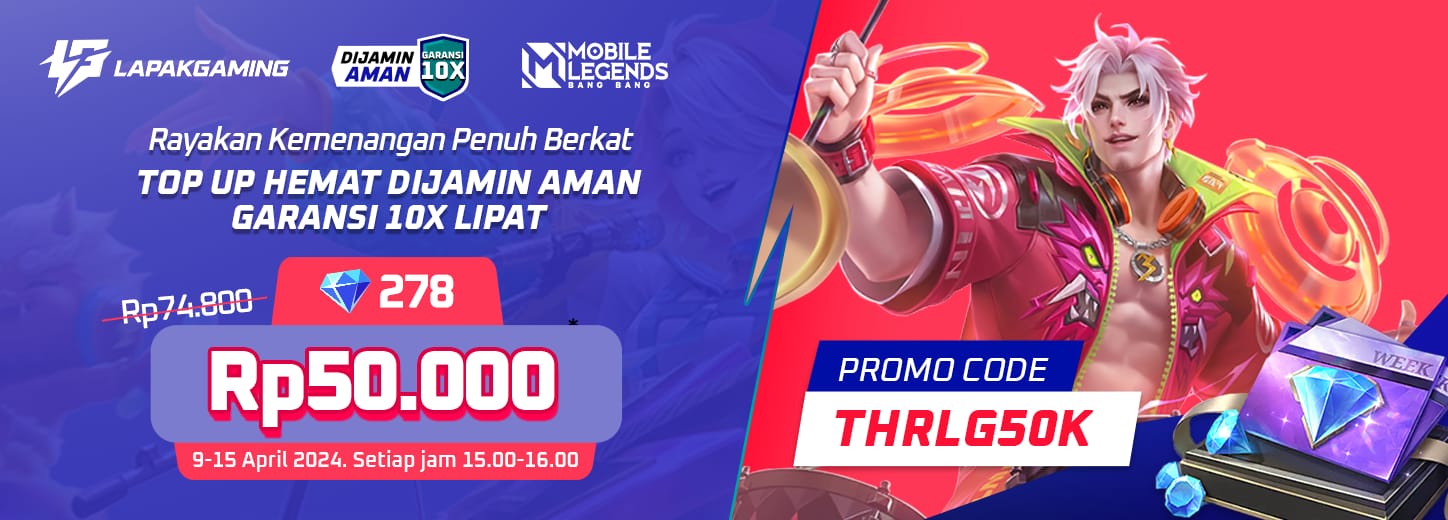 LAPAKGAMING
DIJAMIN
AMAN
GARANSI
10X
MOBILE
LEGENDS
BANG BANG
Rayakan Kemenangan Penuh Berkat
TOP UP HEMAT DIJAMIN AMAN
GARANSI 10X LIPAT
Rp74.800
278
Rp50.000*
9-15 April 2024. Setiap jam 15.00-16.00
PROMO CODE
THRLG50K
WEEK